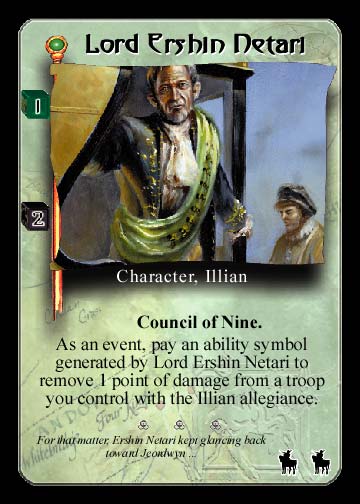 Lord Ershin Netari
1
2
Character, Illian
Council of Nine.
As an event, pay an ability symbol
generated by Lord Ershin Netari to
remove 1 point of damage from a troop
you control with the Illian allegiance.
For that matter, Ershin Netari kept glancing back
toward Jeordwyn ...